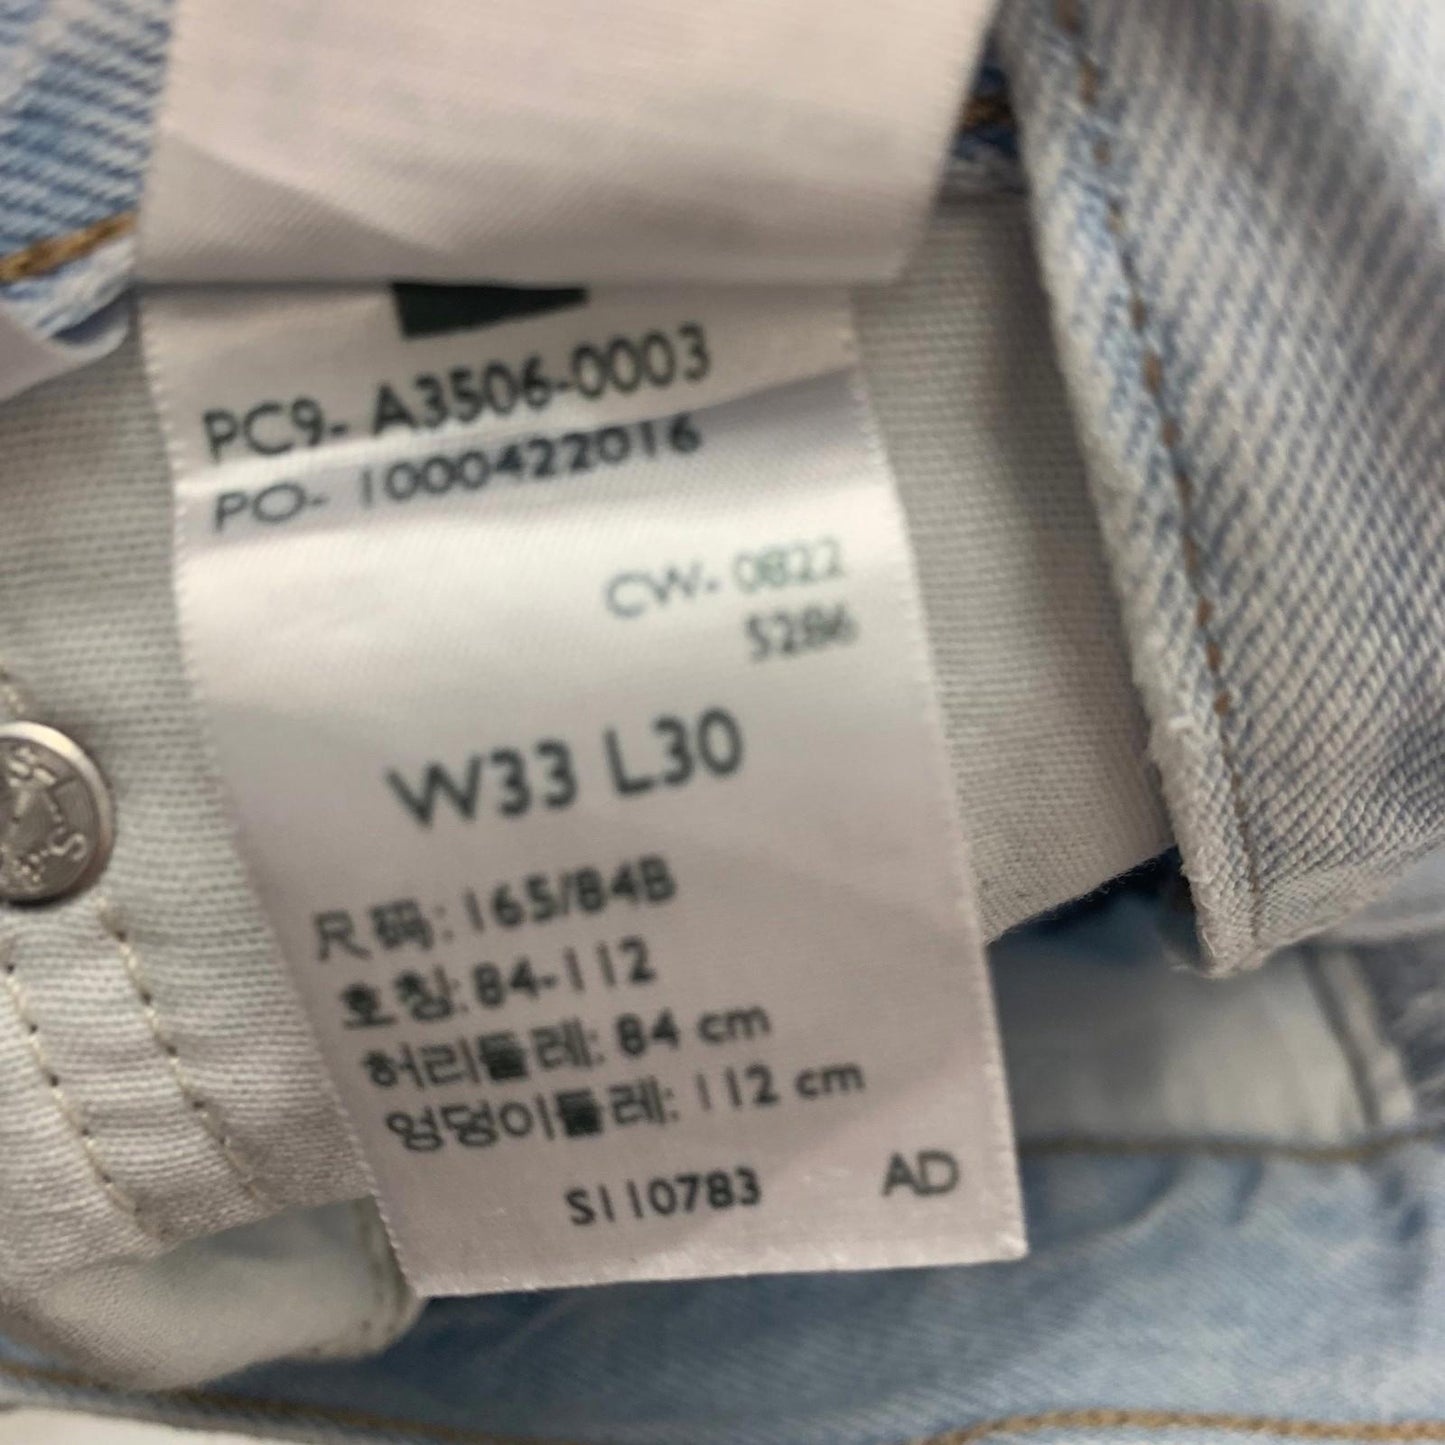 PC9- A3506-0003
PO- 1000422016
CW- 0822
5286
W33 L30
尺码: 165/84B
호칭: 84-112
허리둘레: 84 cm
엉덩이둘레: 112 cm
S110783 AD